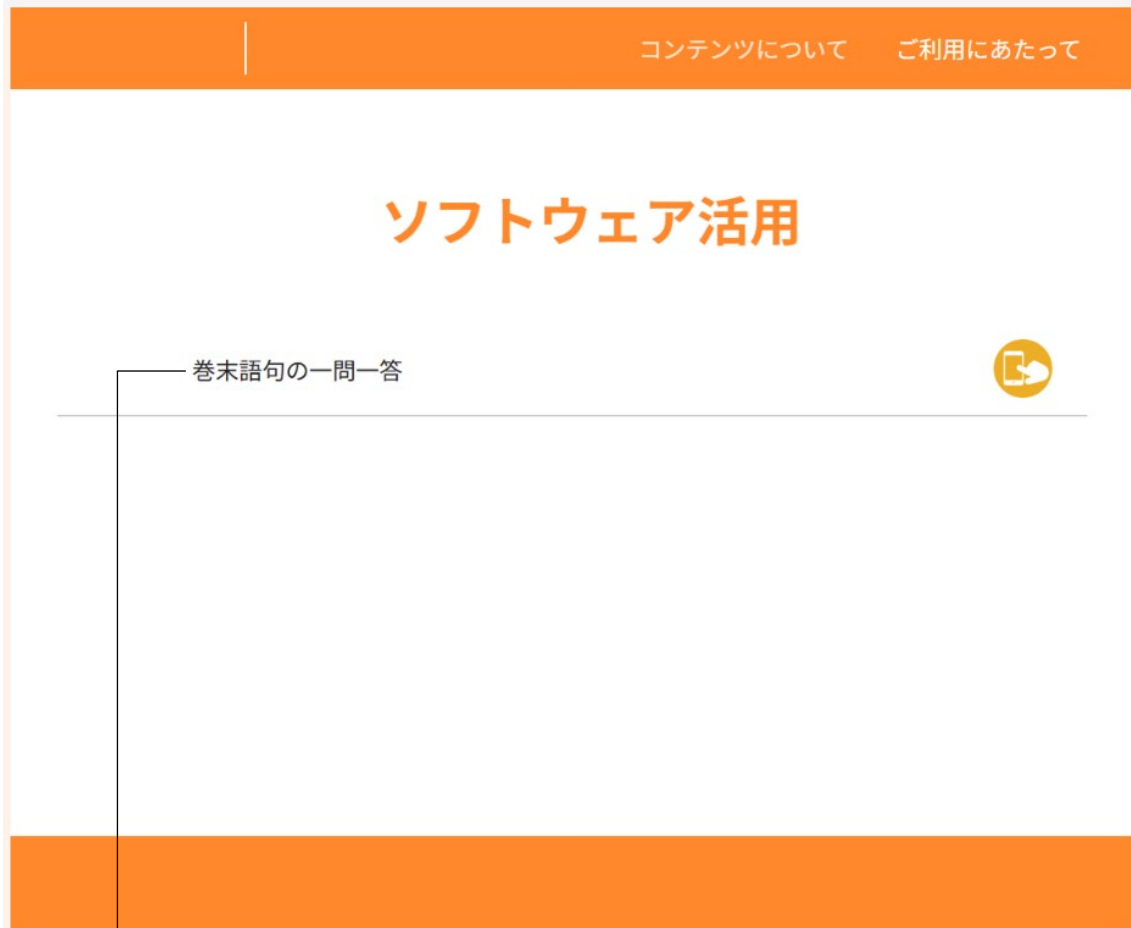 コンテンツについて ご利用にあたって
ソフトウェア活用
巻末語句の一問一答